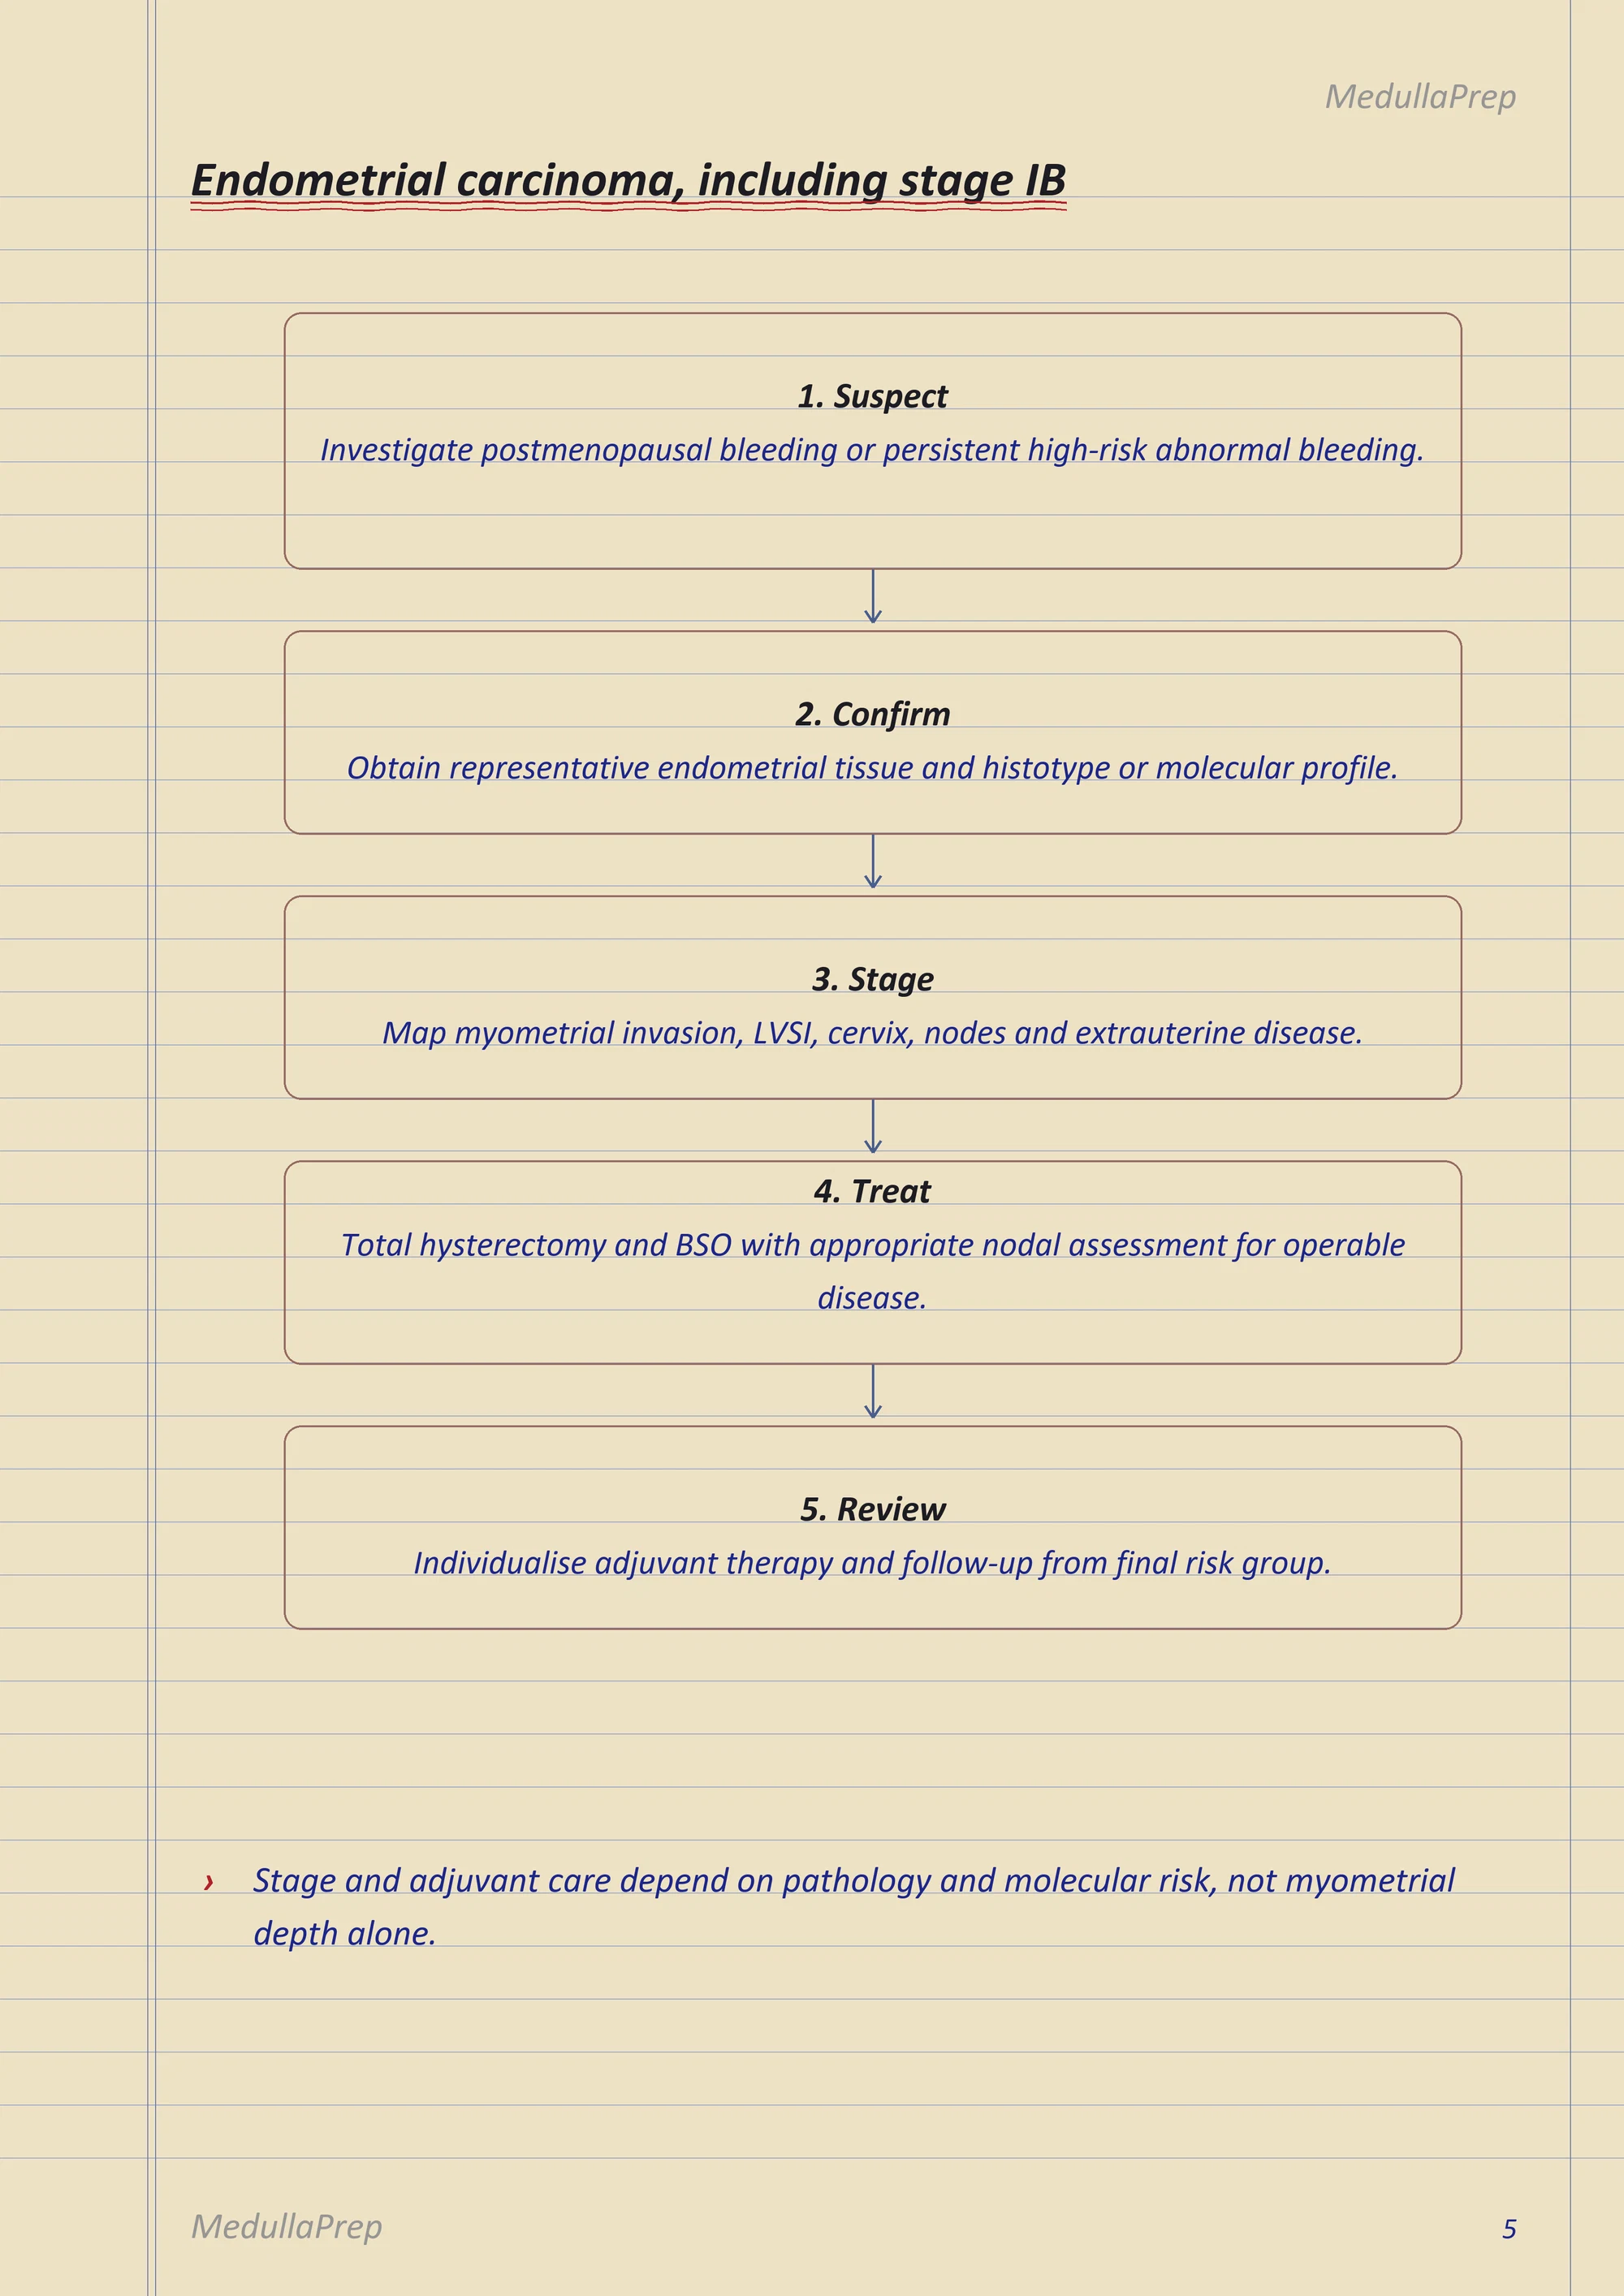 MedullaPrep
Endometrial carcinoma, including stage IB
1. Suspect
Investigate postmenopausal bleeding or persistent high-risk abnormal bleeding.
2. Confirm
Obtain representative endometrial tissue and histotype or molecular profile.
3. Stage
Map myometrial invasion, LVSI, cervix, nodes and extrauterine disease.
4. Treat
Total hysterectomy and BSO with appropriate nodal assessment for operable
disease.
5. Review
Individualise adjuvant therapy and follow-up from final risk group.
› Stage and adjuvant care depend on pathology and molecular risk, not myometrial
depth alone.
MedullaPrep
5